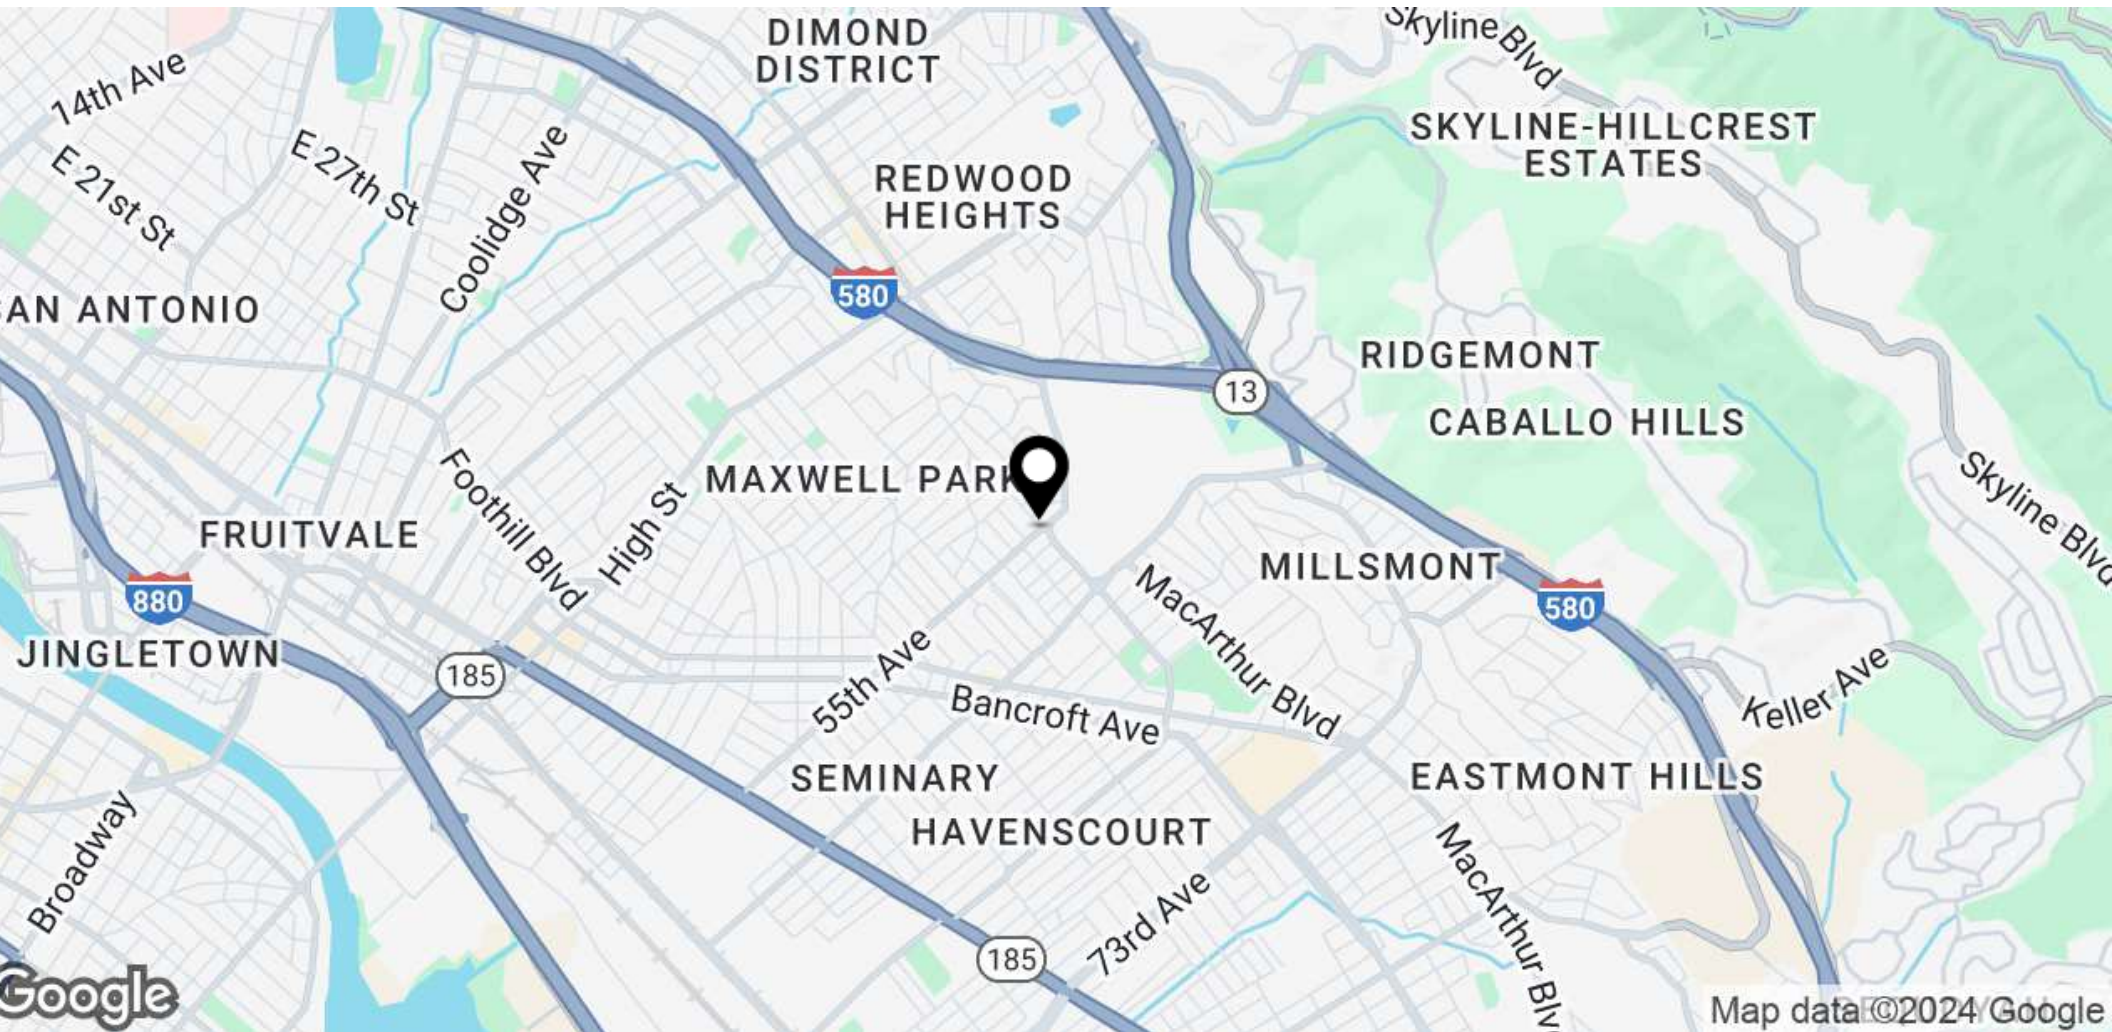 DIMOND
DISTRICT
Skyline Blvd
14th Ave
SKYLINE-HILLCREST
ESTATES
E 27th St
Coolidge Ave
E 21st St
REDWOOD
HEIGHTS
580
SAN ANTONIO
RIDGEMONT
13
CABALLO HILLS
MAXWELL PARK
Foothill Blvd
High St
Skyline Blvd
FRUITVALE
MILLSMONT
880
580
MacArthur Blvd
JINGLETOWN
185
55th Ave
Bancroft Ave
Keller Ave
SEMINARY
EASTMONT HILLS
HAVENSCOURT
Broadway
73rd Ave
MacArthur Blv
185
Google
Map data ©2024 Google